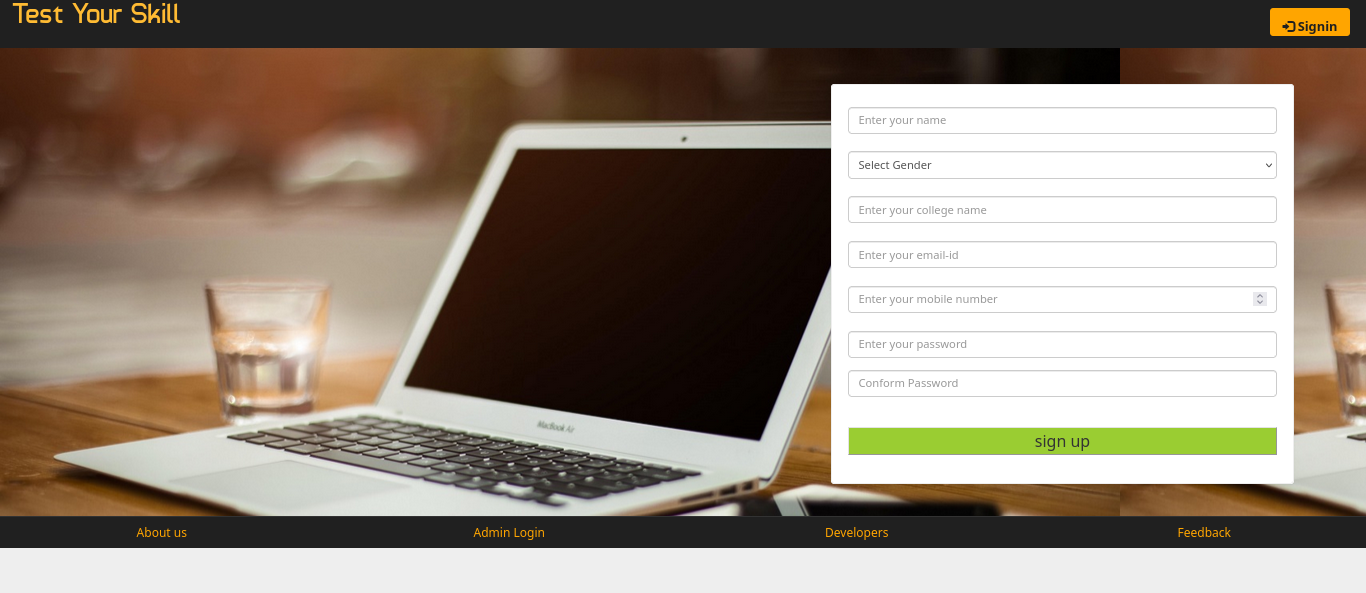 Test Your Skill
Signin
Enter your name
Select Gender
Enter your college name
Enter your email-id
Enter your mobile number
Enter your password
Conform Password
sign up
MacBook Air
About us
Admin Login
Developers
Feedback